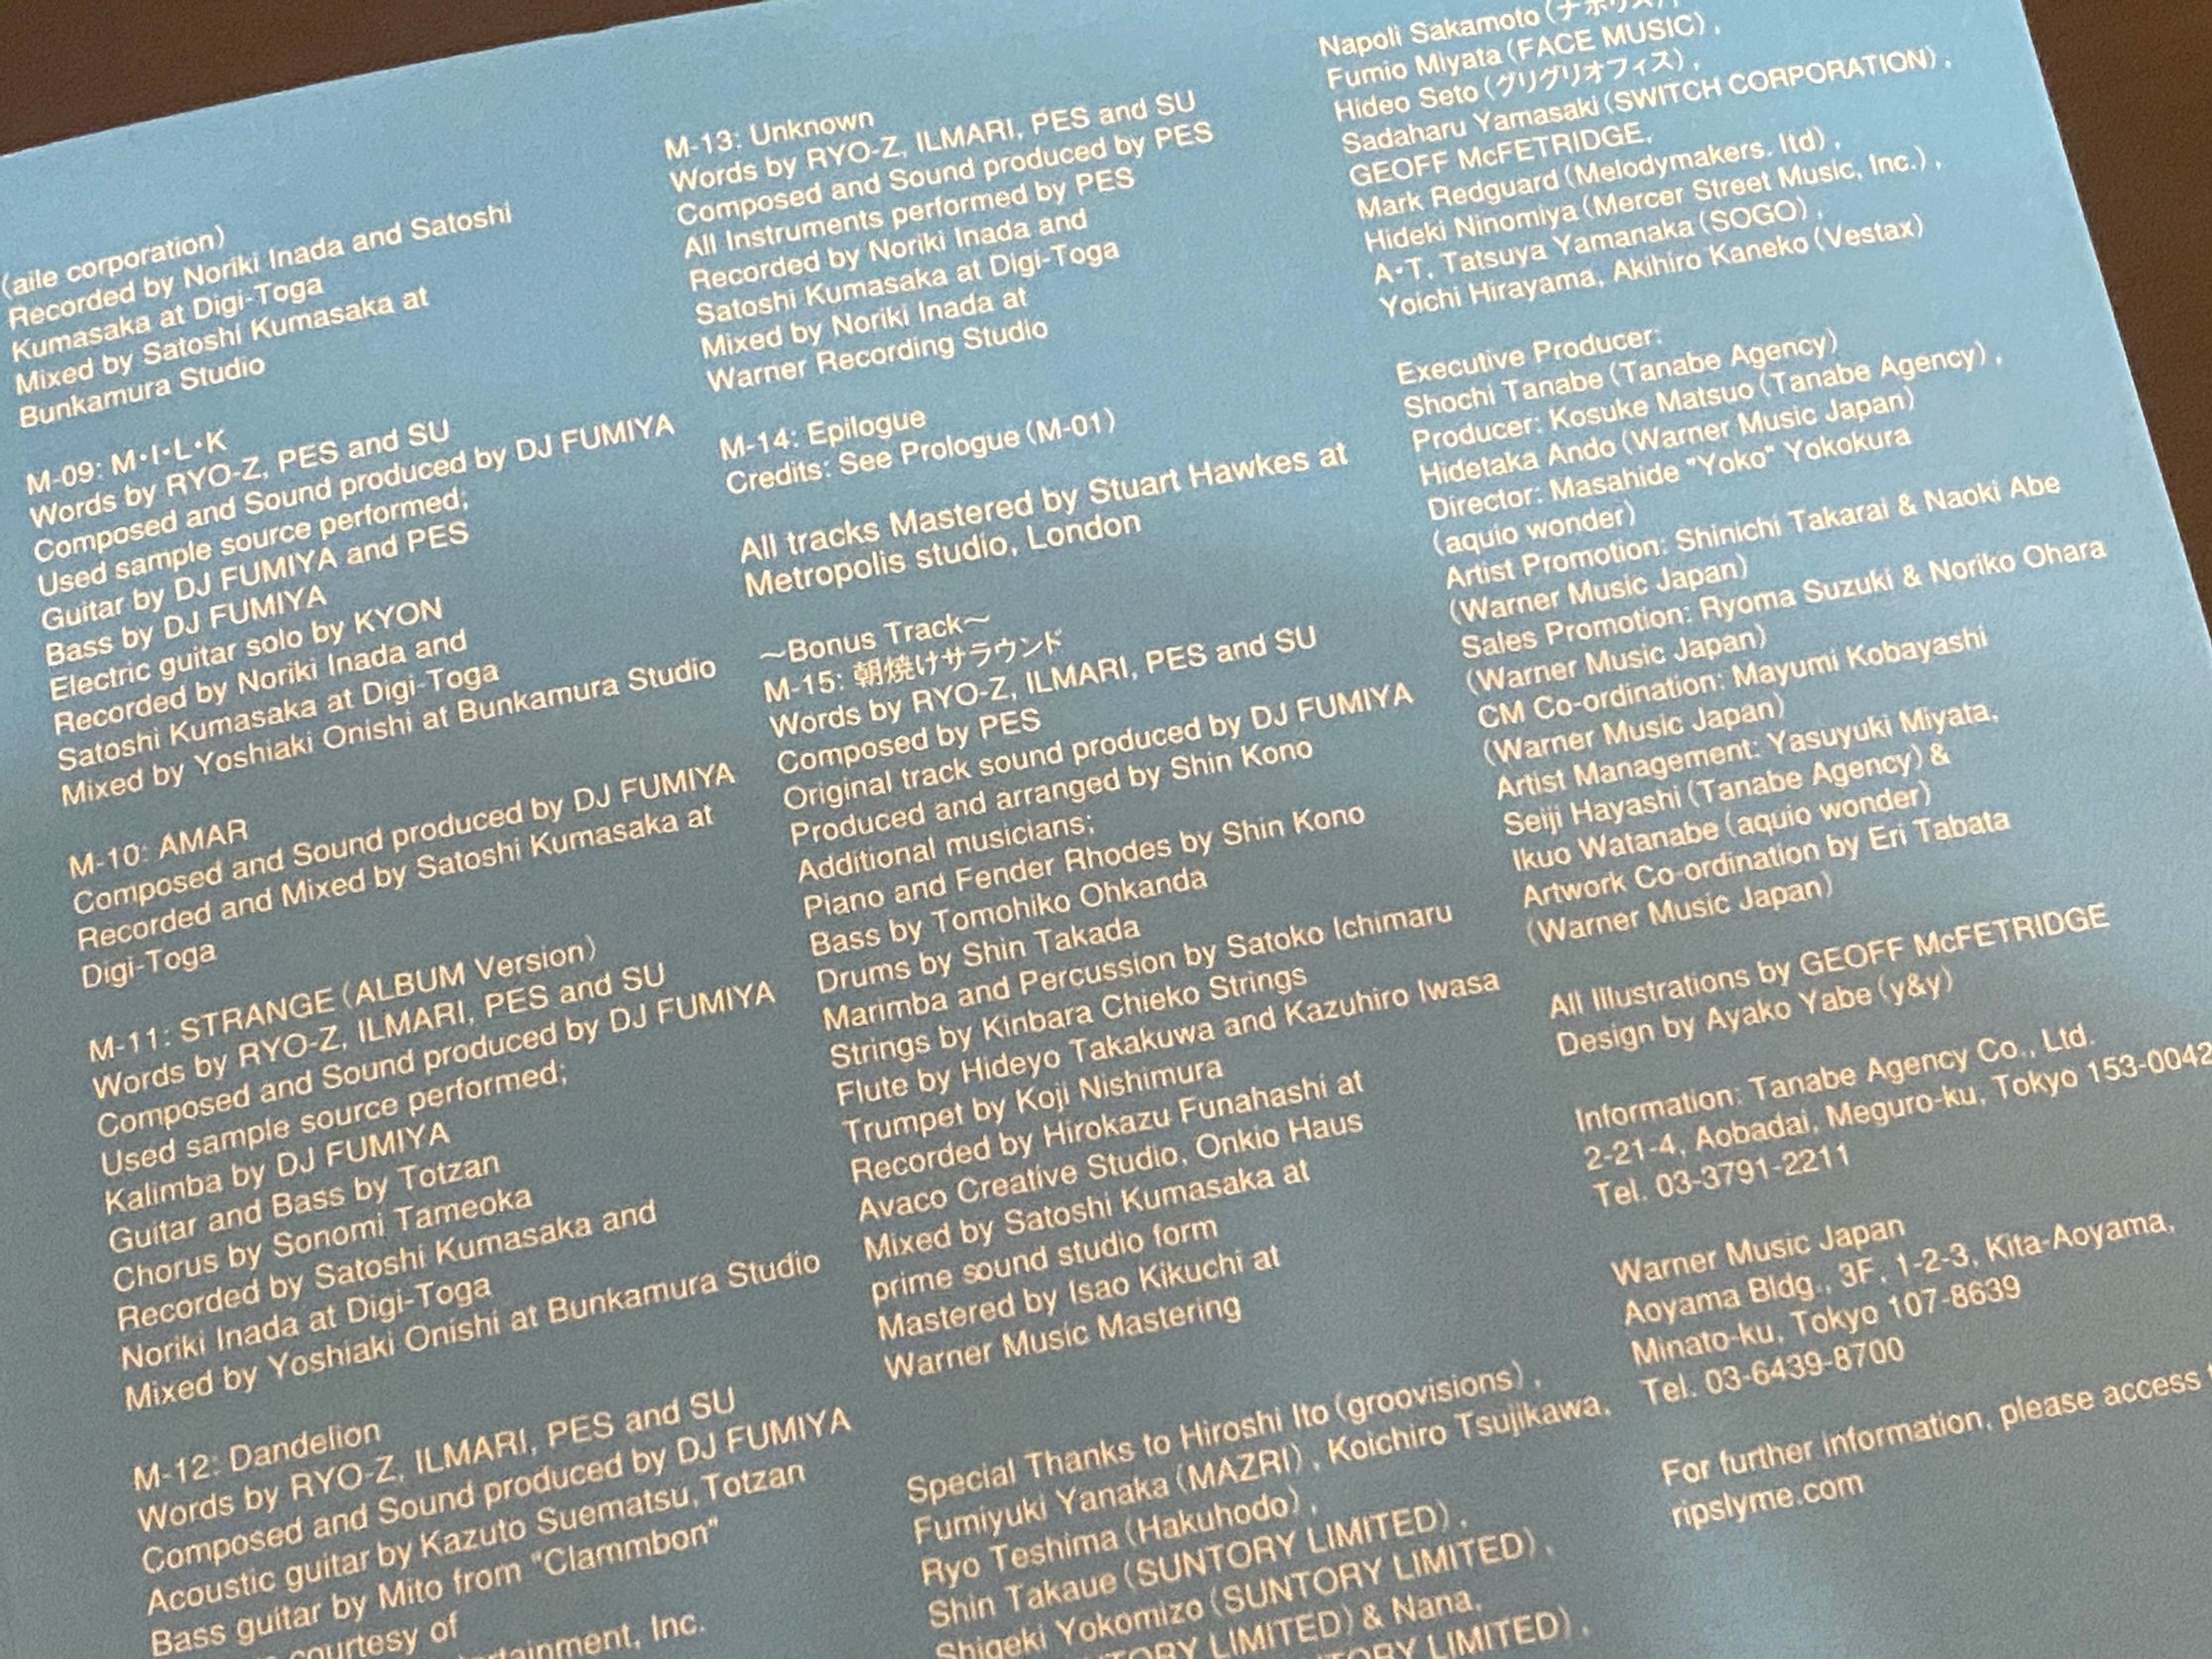 (aile corporation)
Recorded by Noriki Inada and Satoshi
Kumasaka at Digi-Toga
Mixed by Satoshi Kumasaka at
Bunkamura Studio
M-09: M・I・L・K
Words by RYO-Z, PES and SU
Composed and Sound produced by DJ FUMIYA
Used sample source performed;
Guitar by DJ FUMIYA and PES
Bass by DJ FUMIYA
Electric guitar solo by KYON
Recorded by Noriki Inada and
Satoshi Kumasaka at Digi-Toga
Mixed by Yoshiaki Onishi at Bunkamura Studio
M-10: AMAR
Composed and Sound produced by DJ FUMIYA
Recorded and Mixed by Satoshi Kumasaka at
Digi-Toga
M-11: STRANGE (ALBUM Version)
Words by RYO-Z, ILMARI, PES and SU
Composed and Sound produced by DJ FUMIYA
Used sample source performed;
Kalimba by DJ FUMIYA
Guitar and Bass by Totzan
Chorus by Sonomi Tameoka
Recorded by Satoshi Kumasaka and
Noriki Inada at Digi-Toga
Mixed by Yoshiaki Onishi at Bunkamura Studio
M-12: Dandelion
Words by RYO-Z, ILMARI, PES and SU
Composed and Sound produced by DJ FUMIYA
Acoustic guitar by Kazuto Suematsu, Totzan
Bass guitar by Mito from "Clammbon"
courtesy of
Inc.
M-13: Unknown
Words by RYO-Z, ILMARI, PES and SU
Composed and Sound produced by PES
All Instruments performed by PES
Recorded by Noriki Inada and
Satoshi Kumasaka at Digi-Toga
Mixed by Noriki Inada at
Warner Recording Studio
M-14: Epilogue
Credits: See Prologue (M-01)
All tracks Mastered by Stuart Hawkes at
Metropolis studio, London
～Bonus Track～
M-15: 朝焼けサラウンド
Words by RYO-Z, ILMARI, PES and SU
Composed by PES
Original track sound produced by DJ FUMIYA
Produced and arranged by Shin Kono
Additional musicians;
Piano and Fender Rhodes by Shin Kono
Bass by Tomohiko Ohkanda
Drums by Shin Takada
Marimba and Percussion by Satoko Ichimaru
Strings by Kinbara Chieko Strings
Flute by Hideyo Takakuwa and Kazuhiro Iwasa
Trumpet by Koji Nishimura
Recorded by Hirokazu Funahashi at
Avaco Creative Studio, Onkio Haus
Mixed by Satoshi Kumasaka at
prime sound studio form
Mastered by Isao Kikuchi at
Warner Music Mastering
Special Thanks to Hiroshi Ito (groovisions),
Fumiyuki Yanaka (MAZRI), Koichiro Tsujikawa,
Ryo Teshima (Hakuhodo),
Shin Takaue (SUNTORY LIMITED),
Shigeki Yokomizo (SUNTORY LIMITED),
LIMITED) & Nana,
LIMITED),
Napoli Sakamoto
Fumio Miyata (FACE MUSIC),
Hideo Seto (グリグリオフィス),
Sadaharu Yamasaki (SWITCH CORPORATION),
GEOFF McFETRIDGE,
Mark Redguard (Melodymakers. ltd),
Hideki Ninomiya (Mercer Street Music, Inc.),
A・T, Tatsuya Yamanaka (SOGO),
Yoichi Hirayama, Akihiro Kaneko (Vestax)
Executive Producer:
Shochi Tanabe (Tanabe Agency)
Producer: Kosuke Matsuo (Tanabe Agency),
Hidetaka Ando (Warner Music Japan)
Director: Masahide "Yoko" Yokokura
(aquio wonder)
Artist Promotion: Shinichi Takarai & Naoki Abe
(Warner Music Japan)
Sales Promotion: Ryoma Suzuki & Noriko Ohara
(Warner Music Japan)
CM Co-ordination: Mayumi Kobayashi
(Warner Music Japan)
Artist Management: Yasuyuki Miyata,
Seiji Hayashi (Tanabe Agency) &
Ikuo Watanabe (aquio wonder)
Artwork Co-ordination by Eri Tabata
(Warner Music Japan)
All Illustrations by GEOFF McFETRIDGE
Design by Ayako Yabe (y&y)
Information: Tanabe Agency Co., Ltd.
2-21-4, Aobadai, Meguro-ku, Tokyo 153-0042
Tel. 03-3791-2211
Warner Music Japan
Aoyama Bldg., 3F, 1-2-3, Kita-Aoyama,
Minato-ku, Tokyo 107-8639
Tel. 03-6439-8700
For further information, please access
ripslyme.com